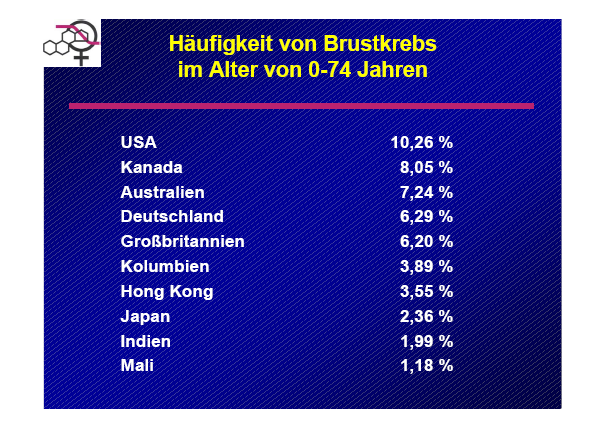 Häufigkeit von Brustkrebs
im Alter von 0-74 Jahren
USA 10,26 %
Kanada 8,05 %
Australien 7,24 %
Deutschland 6,29 %
Großbritannien 6,20 %
Kolumbien 3,89 %
Hong Kong 3,55 %
Japan 2,36 %
Indien 1,99 %
Mali 1,18 %